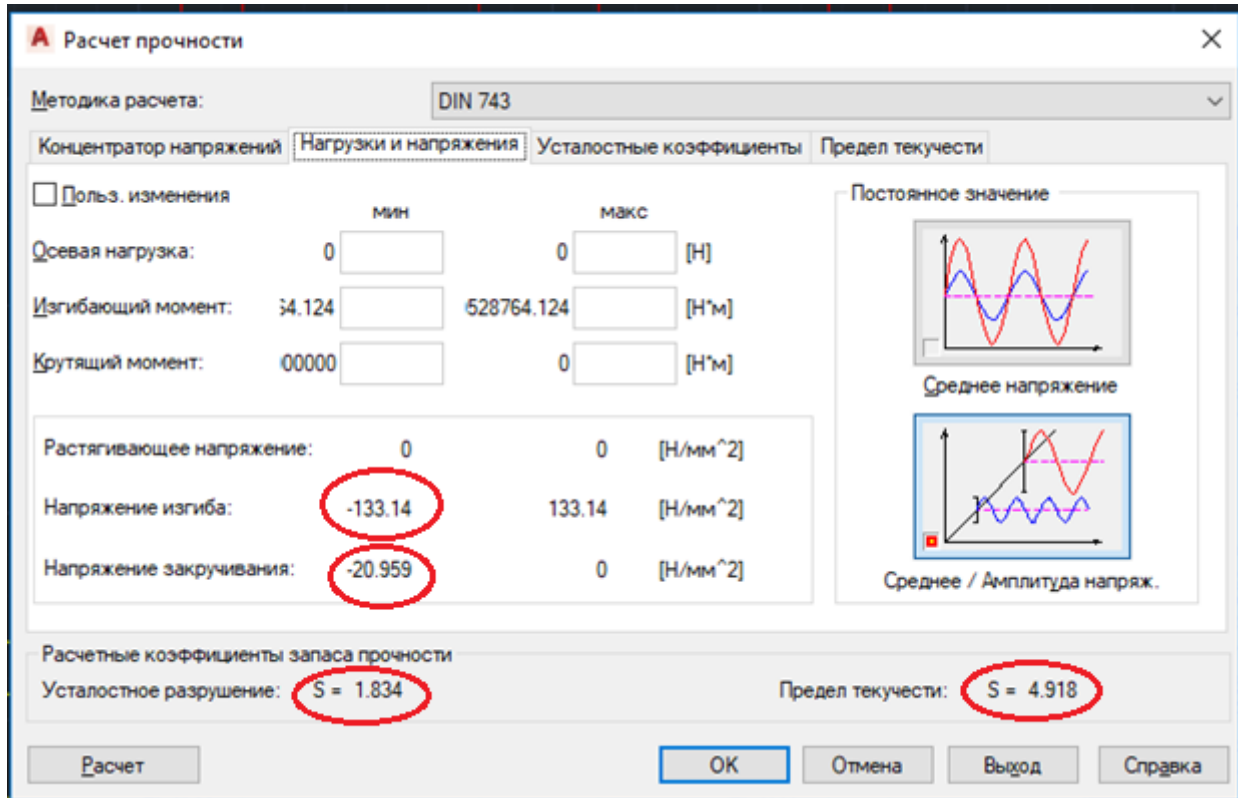 Расчет прочности
Методика расчета: DIN 743
Концентратор напряжений Нагрузки и напряжения Усталостные коэффициенты Предел текучести
Польз. изменения
мин макс
Осевая нагрузка: 0 0 [Н]
Изгибающий момент: 54.124 528764.124 [Н*м]
Крутящий момент: 00000 0 [Н*м]
Растягивающее напряжение: 0 0 [Н/мм^2]
Напряжение изгиба: -133.14 133.14 [Н/мм^2]
Напряжение закручивания: -20.959 0 [Н/мм^2]
Постоянное значение
Среднее напряжение
Среднее / Амплитуда напряж.
Расчетные коэффициенты запаса прочности
Усталостное разрушение: S = 1.834 Предел текучести: S = 4.918
Расчет OK Отмена Выход Справка